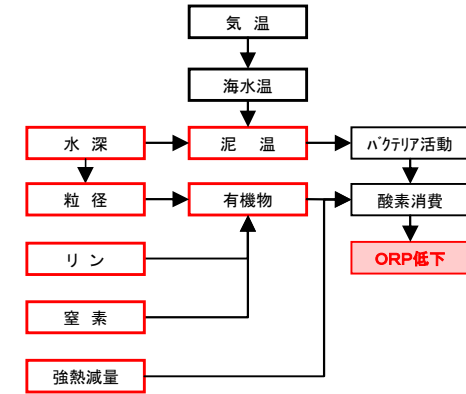 気 温
海水温
水 深
泥 温
バクテリア活動
粒 径
有機物
酸素消費
リ ン
ORP低下
窒 素
強熱減量